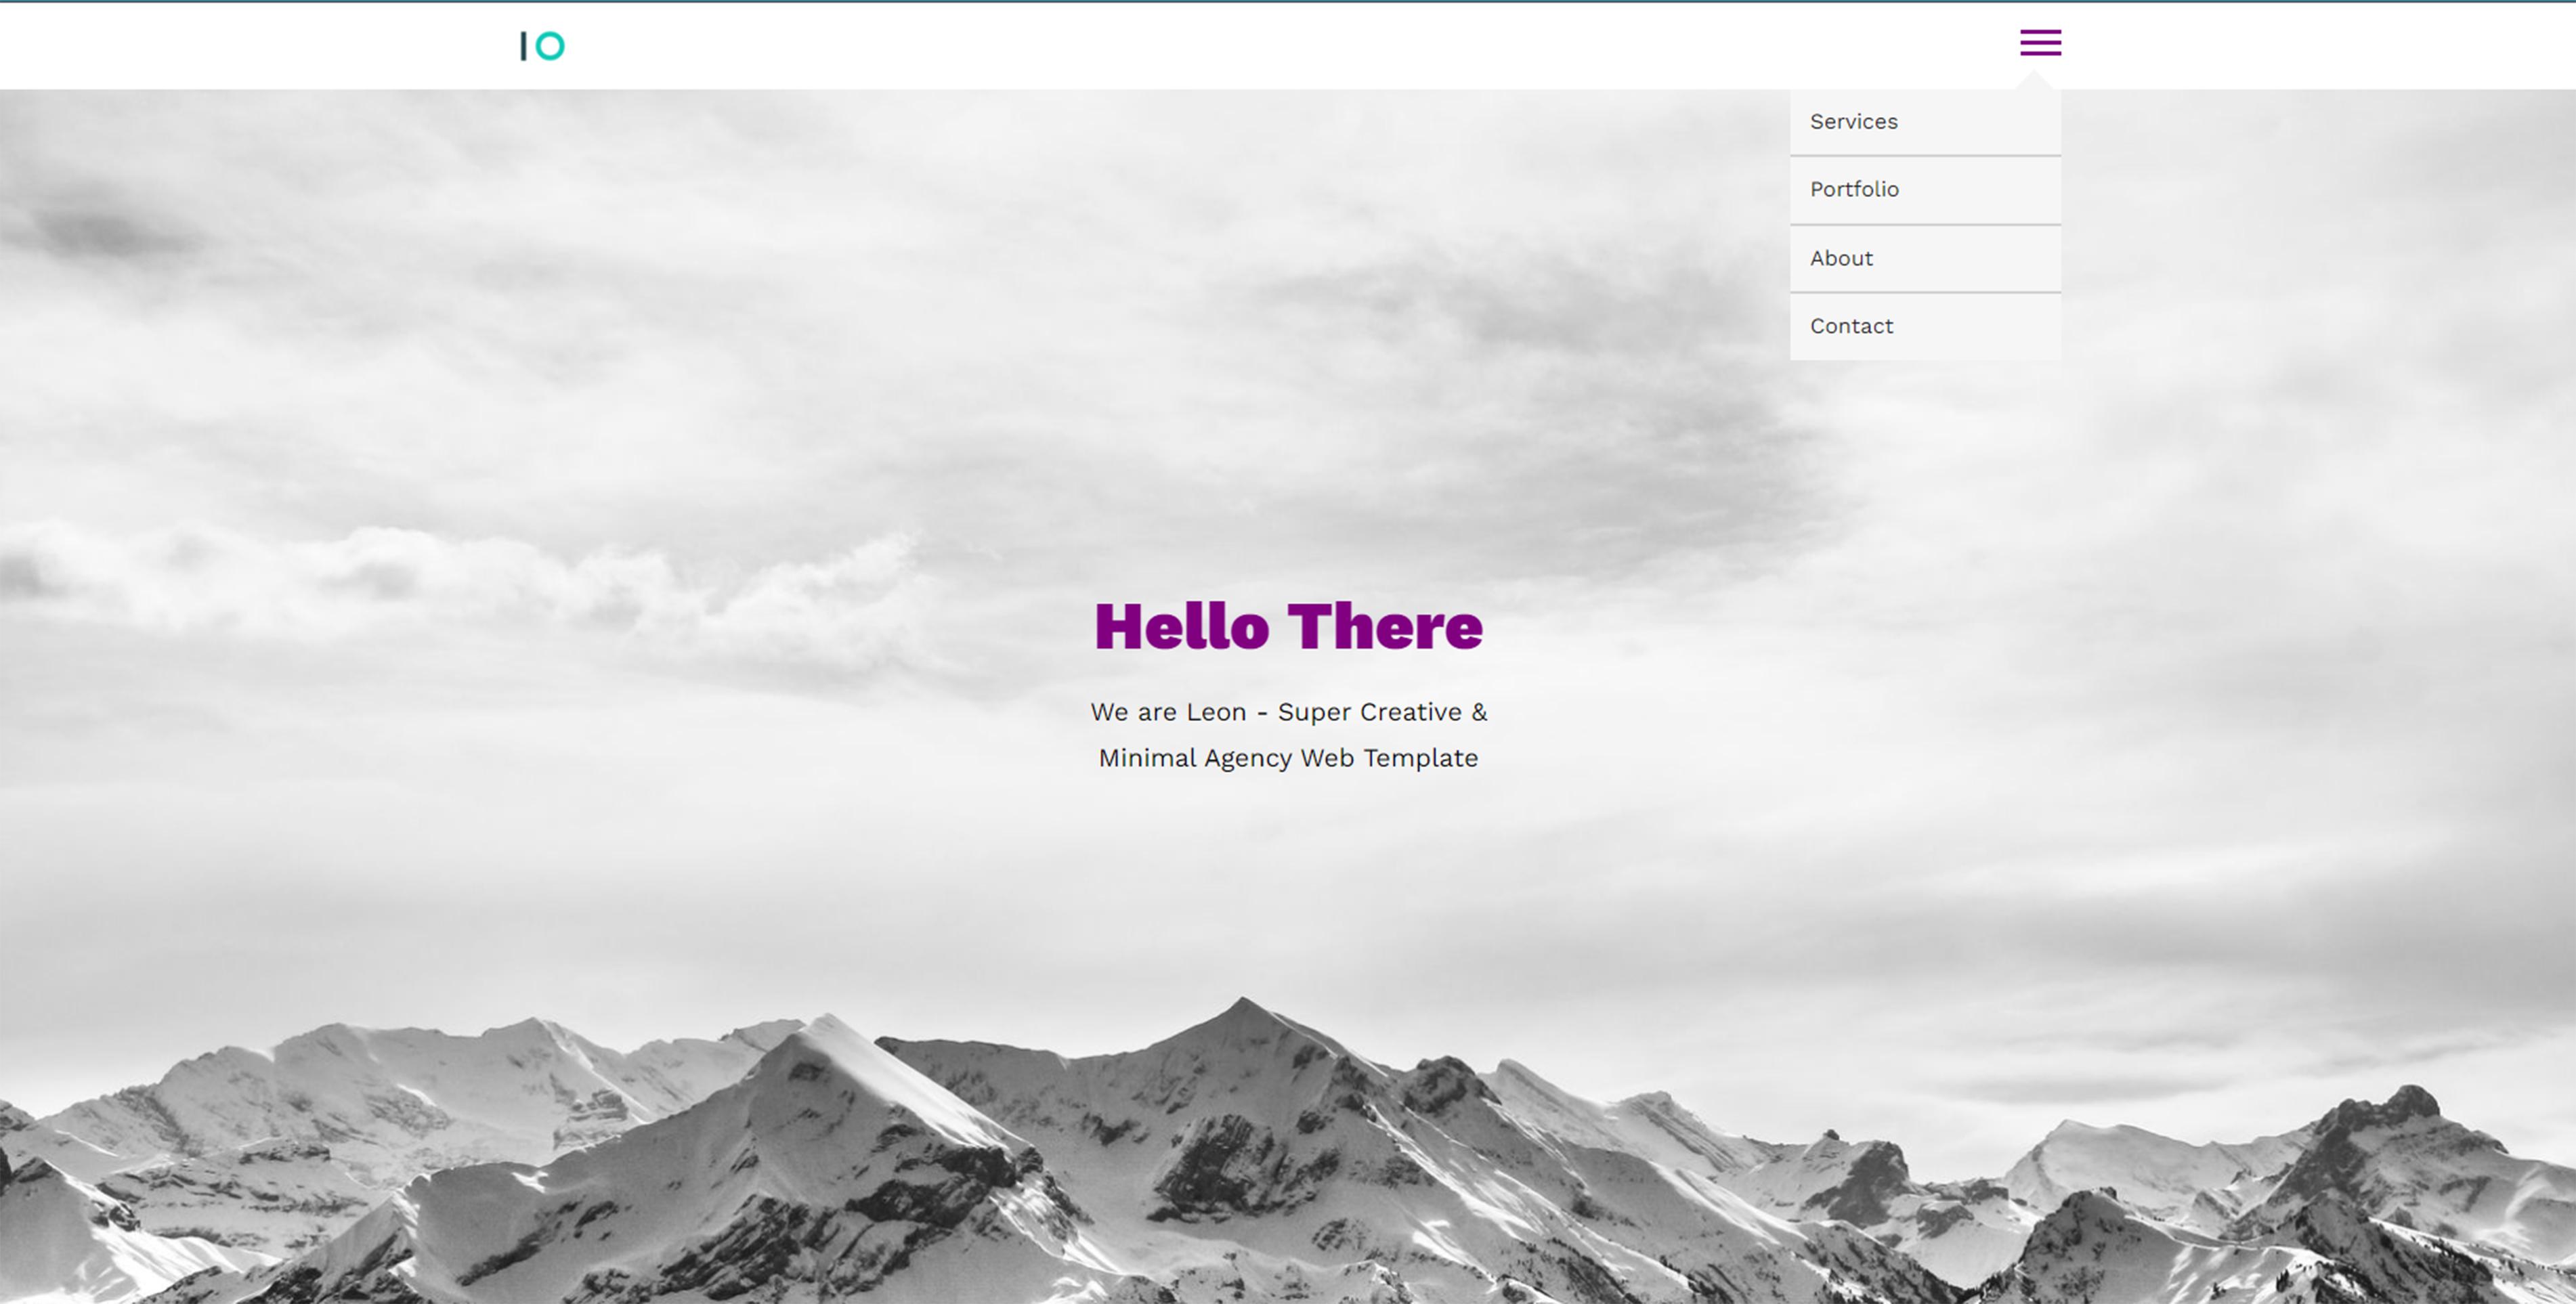 IO
Services
Portfolio
About
Contact
Hello There
We are Leon - Super Creative &
Minimal Agency Web Template